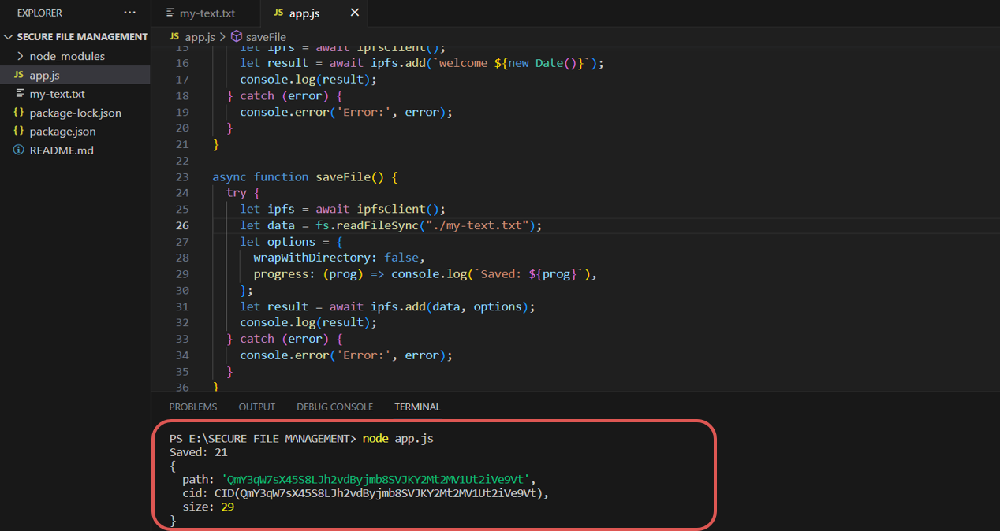 EXPLORER ...
SECURE FILE MANAGEMENT
node_modules
JS app.js
my-text.txt
{} package-lock.json
{} package.json
README.md
my-text.txt
JS app.js
JS app.js > saveFile
15 let ipfs = await ipfsClient();
16 let result = await ipfs.add(`welcome ${new Date()}`);
17 console.log(result);
18 } catch (error) {
19 console.error('Error:', error);
20 }
21 }
22
23 async function saveFile() {
24 try {
25 let ipfs = await ipfsClient();
26 let data = fs.readFileSync("./my-text.txt");
27 let options = {
28 wrapWithDirectory: false,
29 progress: (prog) => console.log(`Saved: ${prog}`),
30 };
31 let result = await ipfs.add(data, options);
32 console.log(result);
33 } catch (error) {
34 console.error('Error:', error);
35 }
36 }
PROBLEMS OUTPUT DEBUG CONSOLE TERMINAL
PS E:\SECURE FILE MANAGEMENT> node app.js
Saved: 21
{
path: 'QmY3qW7sX45S8LJh2vdByjmb8SVJKY2Mt2MV1Ut2iVe9Vt',
cid: CID(QmY3qW7sX45S8LJh2vdByjmb8SVJKY2Mt2MV1Ut2iVe9Vt),
size: 29
}